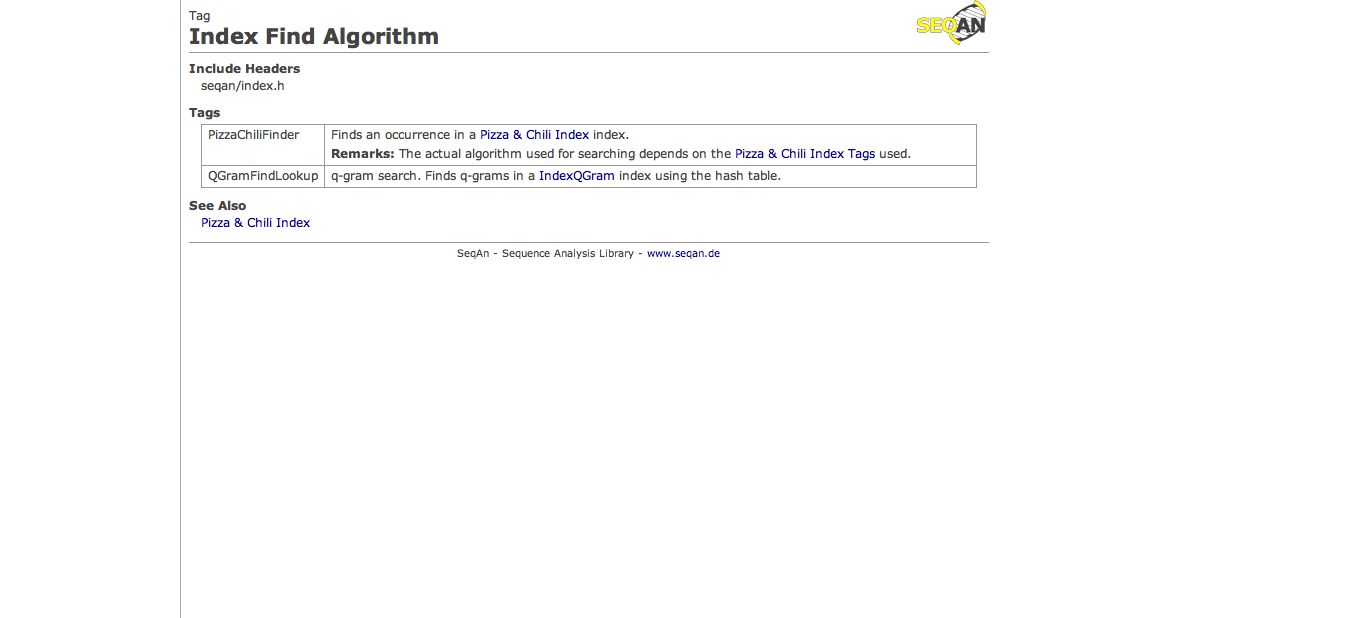 Tag
SEQAN
Index Find Algorithm
Include Headers
seqan/index.h
Tags
PizzaChiliFinder Finds an occurrence in a Pizza & Chili Index index.
Remarks: The actual algorithm used for searching depends on the Pizza & Chili Index Tags used.
QGramFindLookup q-gram search. Finds q-grams in a IndexQGram index using the hash table.
See Also
Pizza & Chili Index
SeqAn - Sequence Analysis Library - www.seqan.de